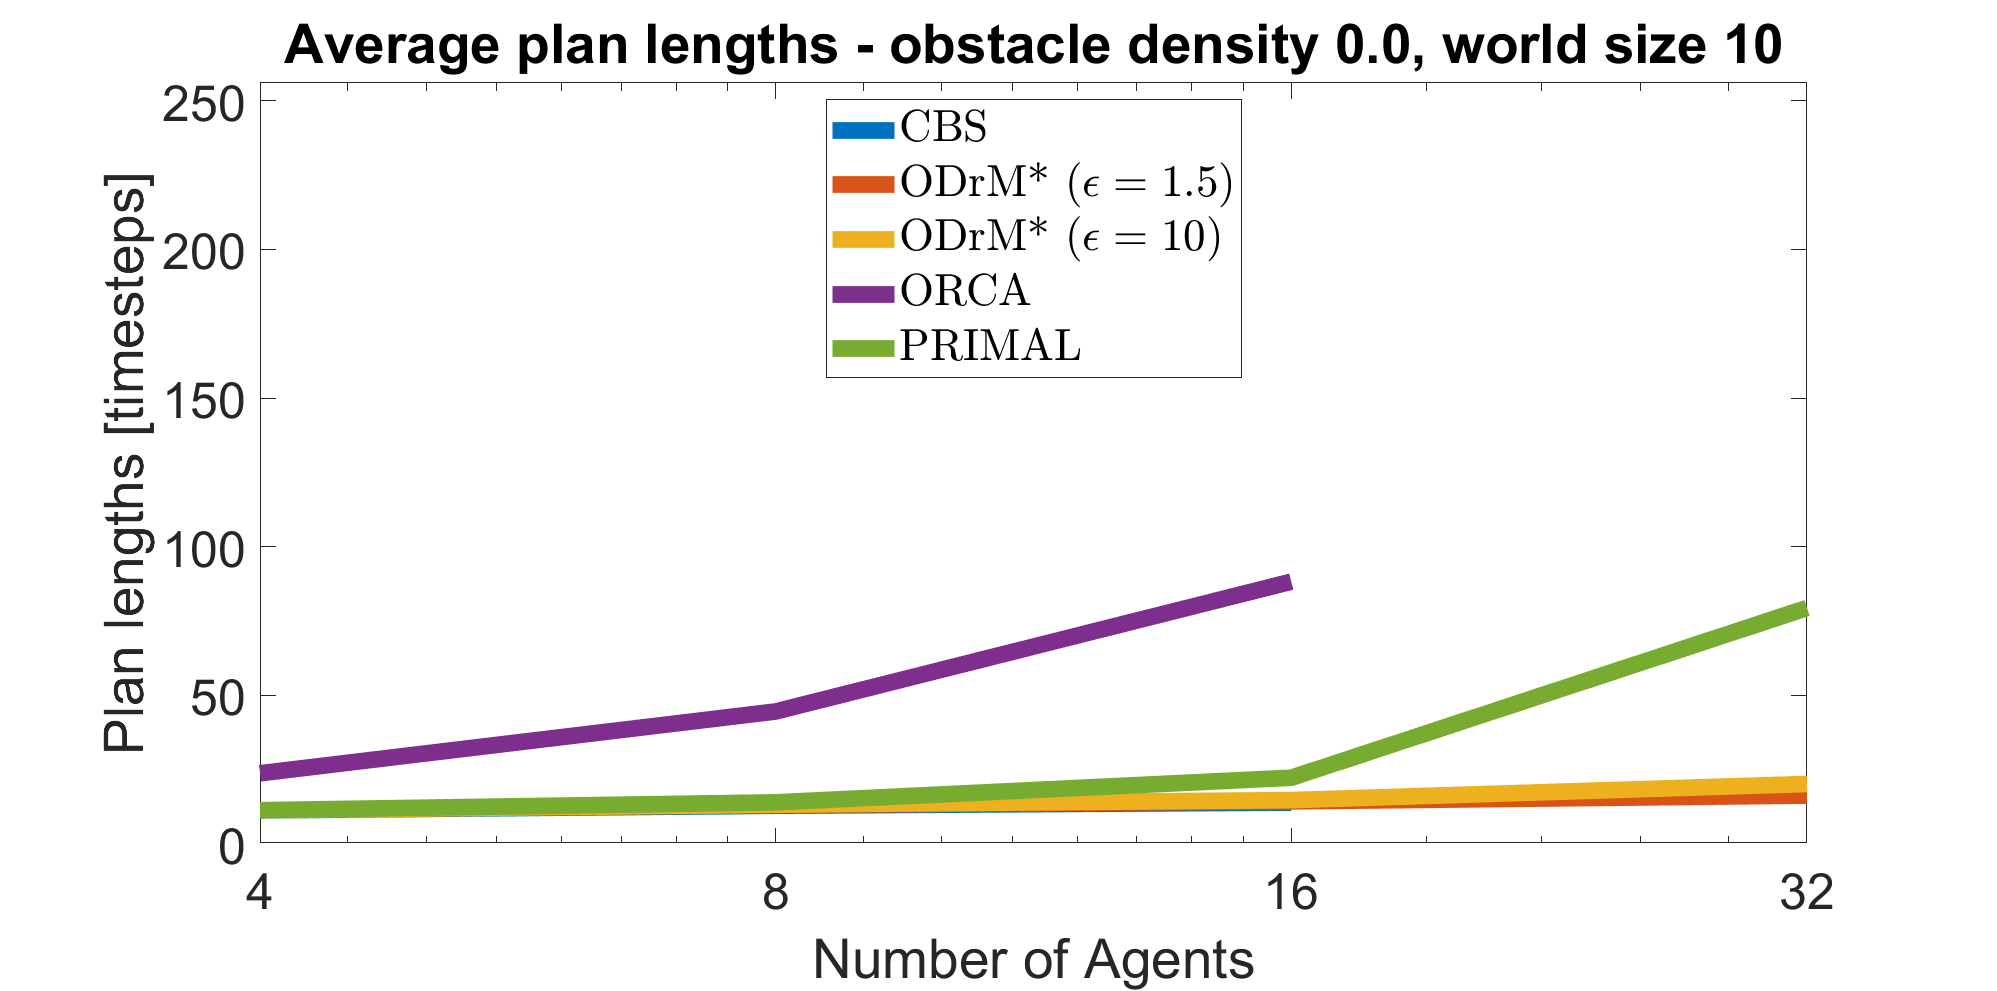 Average plan lengths - obstacle density 0.0, world size 10
250
200
150
100
50
0
Plan lengths [timesteps]
CBS
ODrM* (ϵ = 1.5)
ODrM* (ϵ = 10)
ORCA
PRIMAL
4 8 16 32
Number of Agents